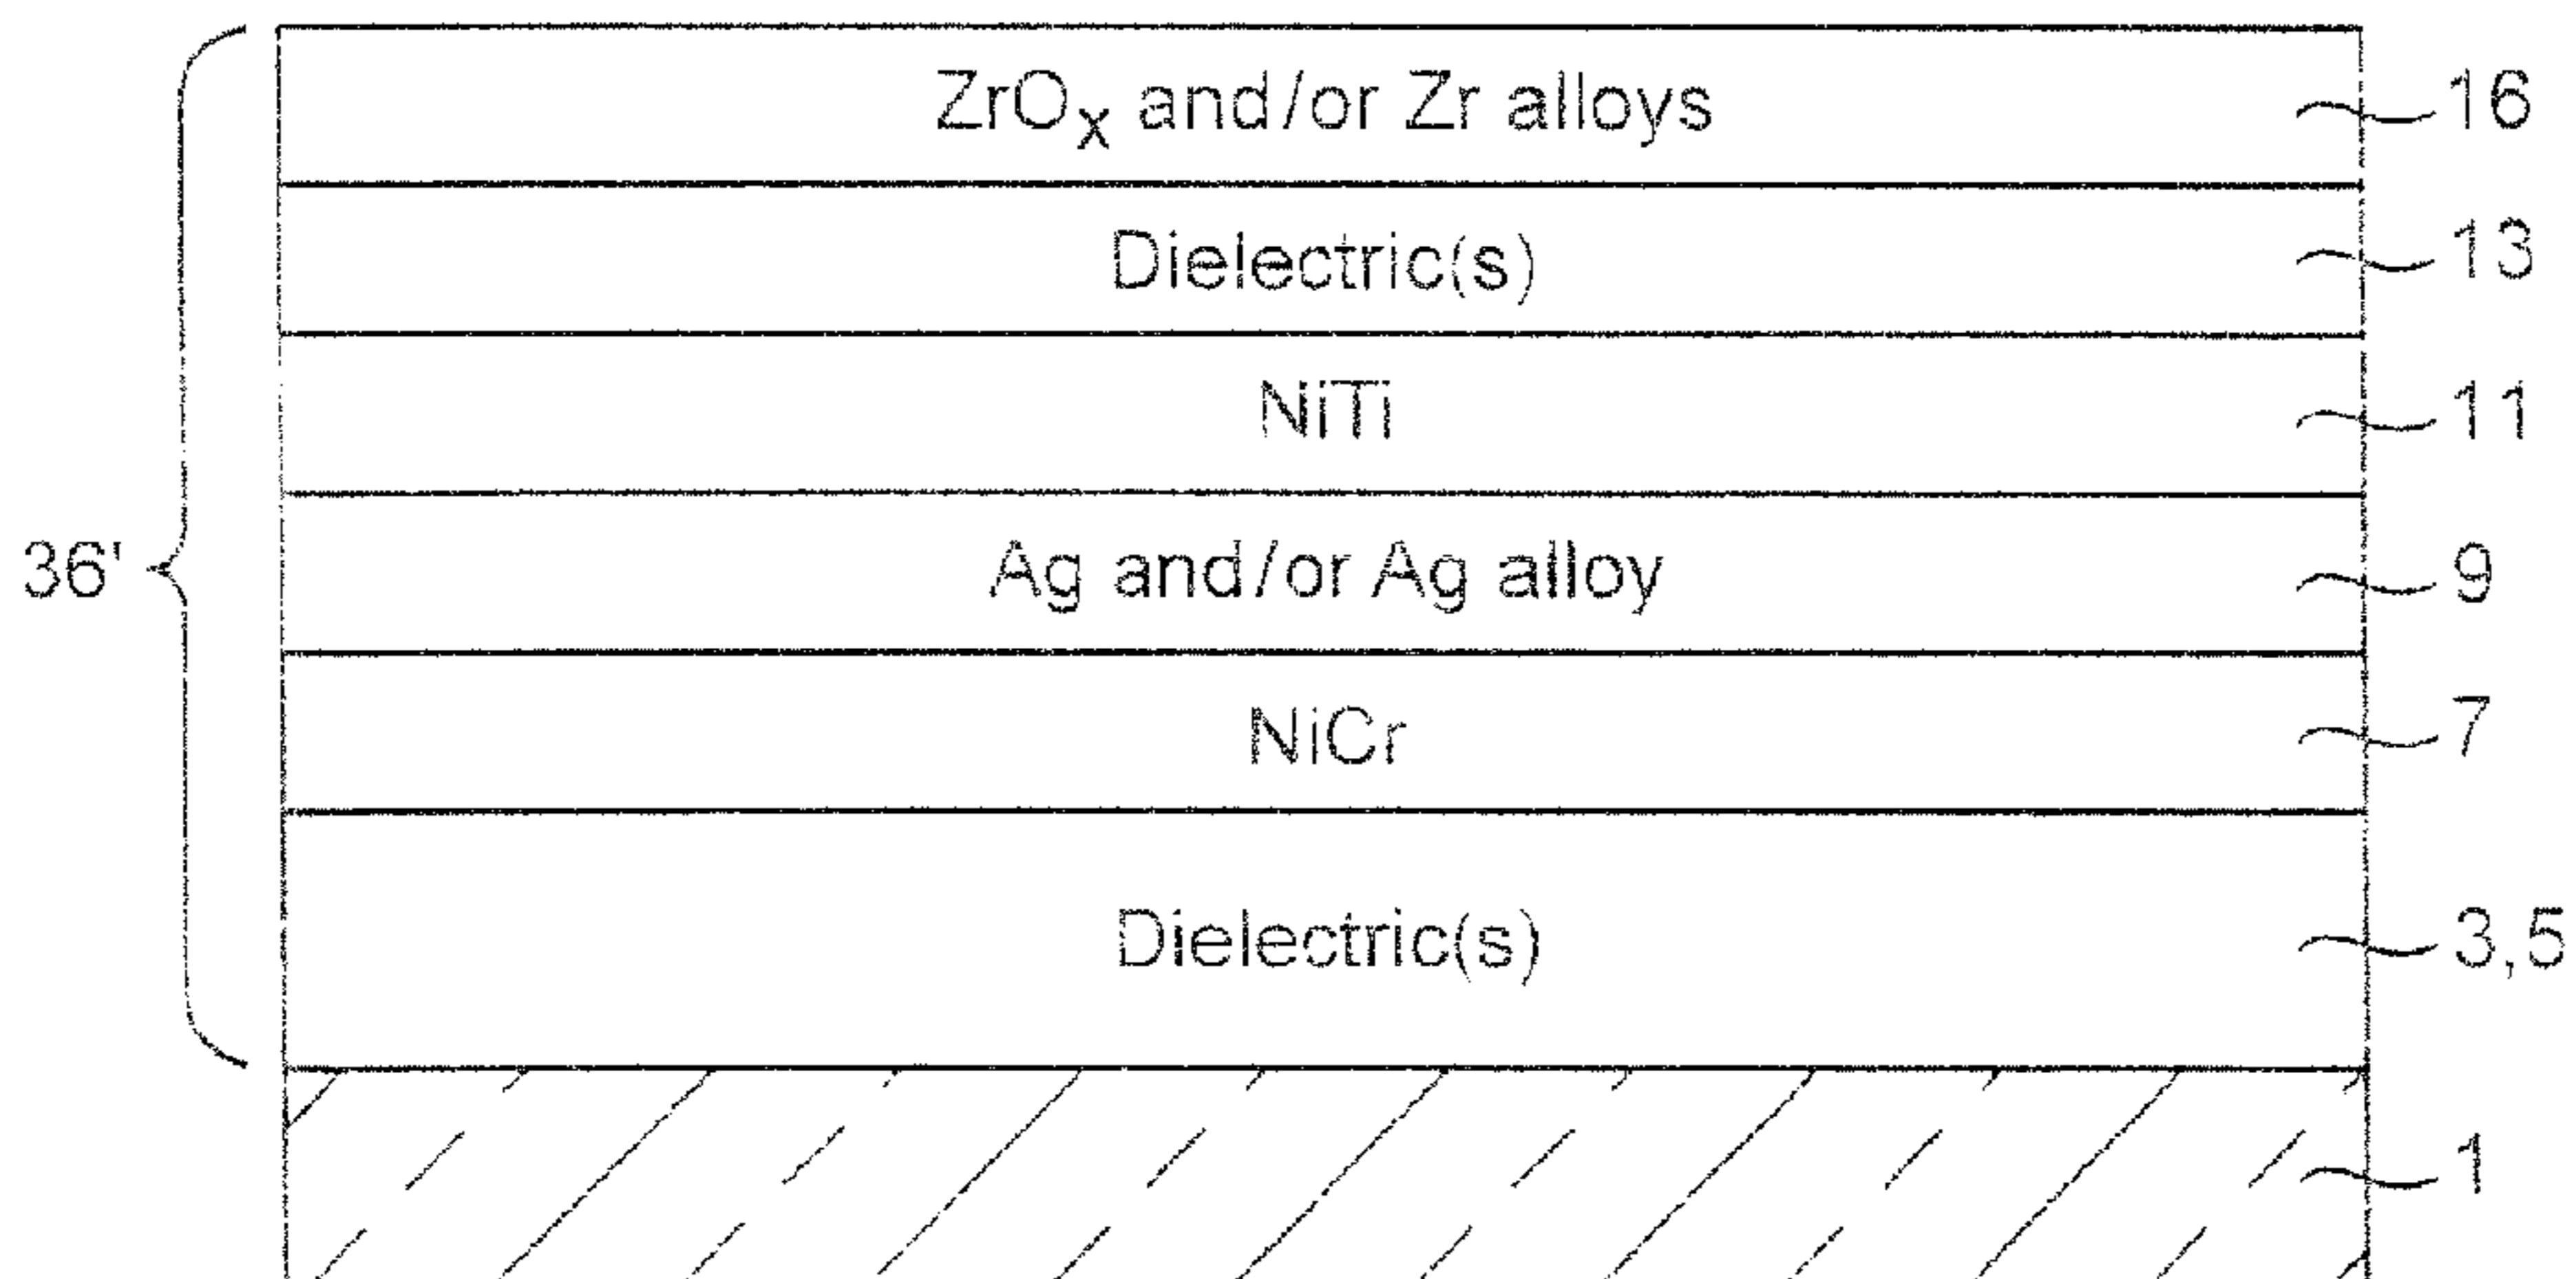 ZrOx and/or Zr alloys 16
Dielectric(s) 13
NiTi 11
36' Ag and/or Ag alloy 9
NiCr 7
Dielectric(s) 3,5
1